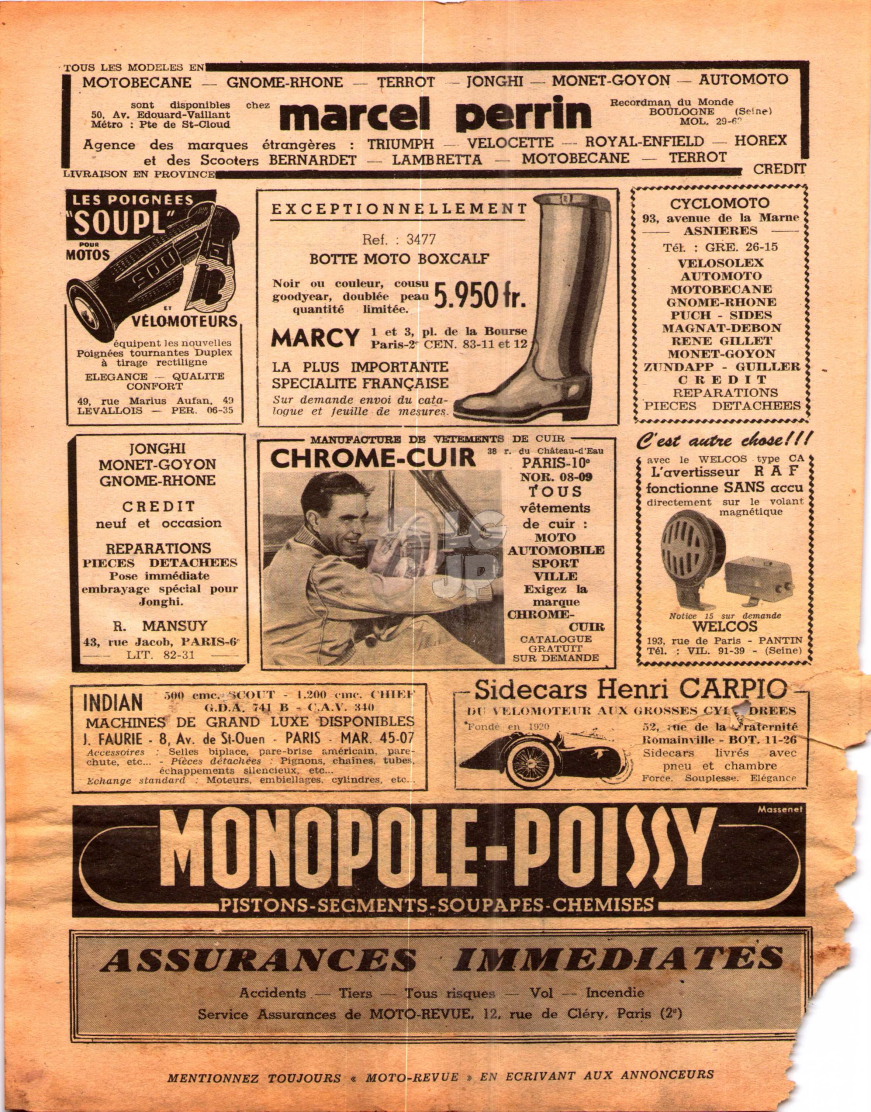 TOUS LES MODELES EN
MOTOBECANE — GNOME-RHONE — TERROT — JONGHI — MONET-GOYON — AUTOMOTO
sont disponibles chez
50, Av. Edouard-Vaillant
Métro : Pte de St-Cloud
marcel perrin
Recordman du Monde
BOULOGNE (Seine)
MOL. 29-6
Agence des marques étrangères : TRIUMPH — VELOCETTE — ROYAL-ENFIELD — HOREX
et des Scooters BERNARDET — LAMBRETTA — MOTOBECANE — TERROT
LIVRAISON EN PROVINCE
CREDIT
LES POIGNÉES
"SOUPL"
POUR
MOTOS
SOUPL
ET
VÉLOMOTEURS
équipent les nouvelles
Poignées tournantes Duplex
à tirage rectiligne
ELEGANCE — QUALITE
CONFORT
49, rue Marius Aufan, 49
LEVALLOIS — PER. 06-35
EXCEPTIONNELLEMENT
Ref. : 3477
BOTTE MOTO BOXCALF
Noir ou couleur, cousu
goodyear, doublée peau
quantité limitée.
5.950 fr.
MARCY
1 et 3, pl. de la Bourse
Paris-2e CEN. 83-11 et 12
LA PLUS IMPORTANTE
SPECIALITE FRANÇAISE
Sur demande envoi du cata-
logue et feuille de mesures.
CYCLOMOTO
93, avenue de la Marne
ASNIERES
Tél. : GRE. 26-15
VELOSOLEX
AUTOMOTO
MOTOBECANE
GNOME-RHONE
PUCH - SIDES
MAGNAT-DEBON
RENE GILLET
MONET-GOYON
ZUNDAPP - GUILLER
CREDIT
REPARATIONS
PIECES DETACHEES
JONGHI
MONET-GOYON
GNOME-RHONE
CREDIT
neuf et occasion
REPARATIONS
PIECES DETACHEES
Pose immédiate
embrayage spécial pour
Jonghi.
R. MANSUY
43, rue Jacob, PARIS-6e
LIT. 82-31
MANUFACTURE DE VETEMENTS DE CUIR
CHROME-CUIR
38 r. du Château-d'Eau
PARIS-10e
NOR. 08-09
TOUS
vêtements
de cuir :
MOTO
AUTOMOBILE
SPORT
VILLE
Exigez la
marque
CHROME-
CUIR
CATALOGUE
GRATUIT
SUR DEMANDE
C'est autre chose!!!
avec le WELCOS type CA
L'avertisseur RAF
fonctionne SANS accu
directement sur le volant
magnétique
Notice 15 sur demande
WELCOS
193, rue de Paris - PANTIN
Tél. : VIL. 91-39 - (Seine)
INDIAN
500 cmc. SCOUT - 1.200 cmc. CHIEF
G.D.A. 741 B - C.A.V. 340
MACHINES DE GRAND LUXE DISPONIBLES
J. FAURIE - 8, Av. de St-Ouen - PARIS - MAR. 45-07
Accessoires : Selles biplace, pare-brise américain, pare-
chute, etc... - Pièces détachées : Pignons, chaînes, tubes,
échappements silencieux, etc...
Echange standard : Moteurs, embiellages, cylindres, etc...
Sidecars Henri CARPIO
DU VELOMOTEUR AUX GROSSES CYLINDREES
Fondé en 1920
52, rue de la Fraternité
Romainville - BOT. 11-26
Sidecars livrés avec
pneu et chambre
Force, Souplesse, Elégance
Massenet
MONOPOLE-POISSY
PISTONS-SEGMENTS-SOUPAPES-CHEMISES
ASSURANCES IMMEDIATES
Accidents — Tiers — Tous risques — Vol — Incendie
Service Assurances de MOTO-REVUE, 12, rue de Cléry, Paris (2e)
MENTIONNEZ TOUJOURS « MOTO-REVUE » EN ECRIVANT AUX ANNONCEURS